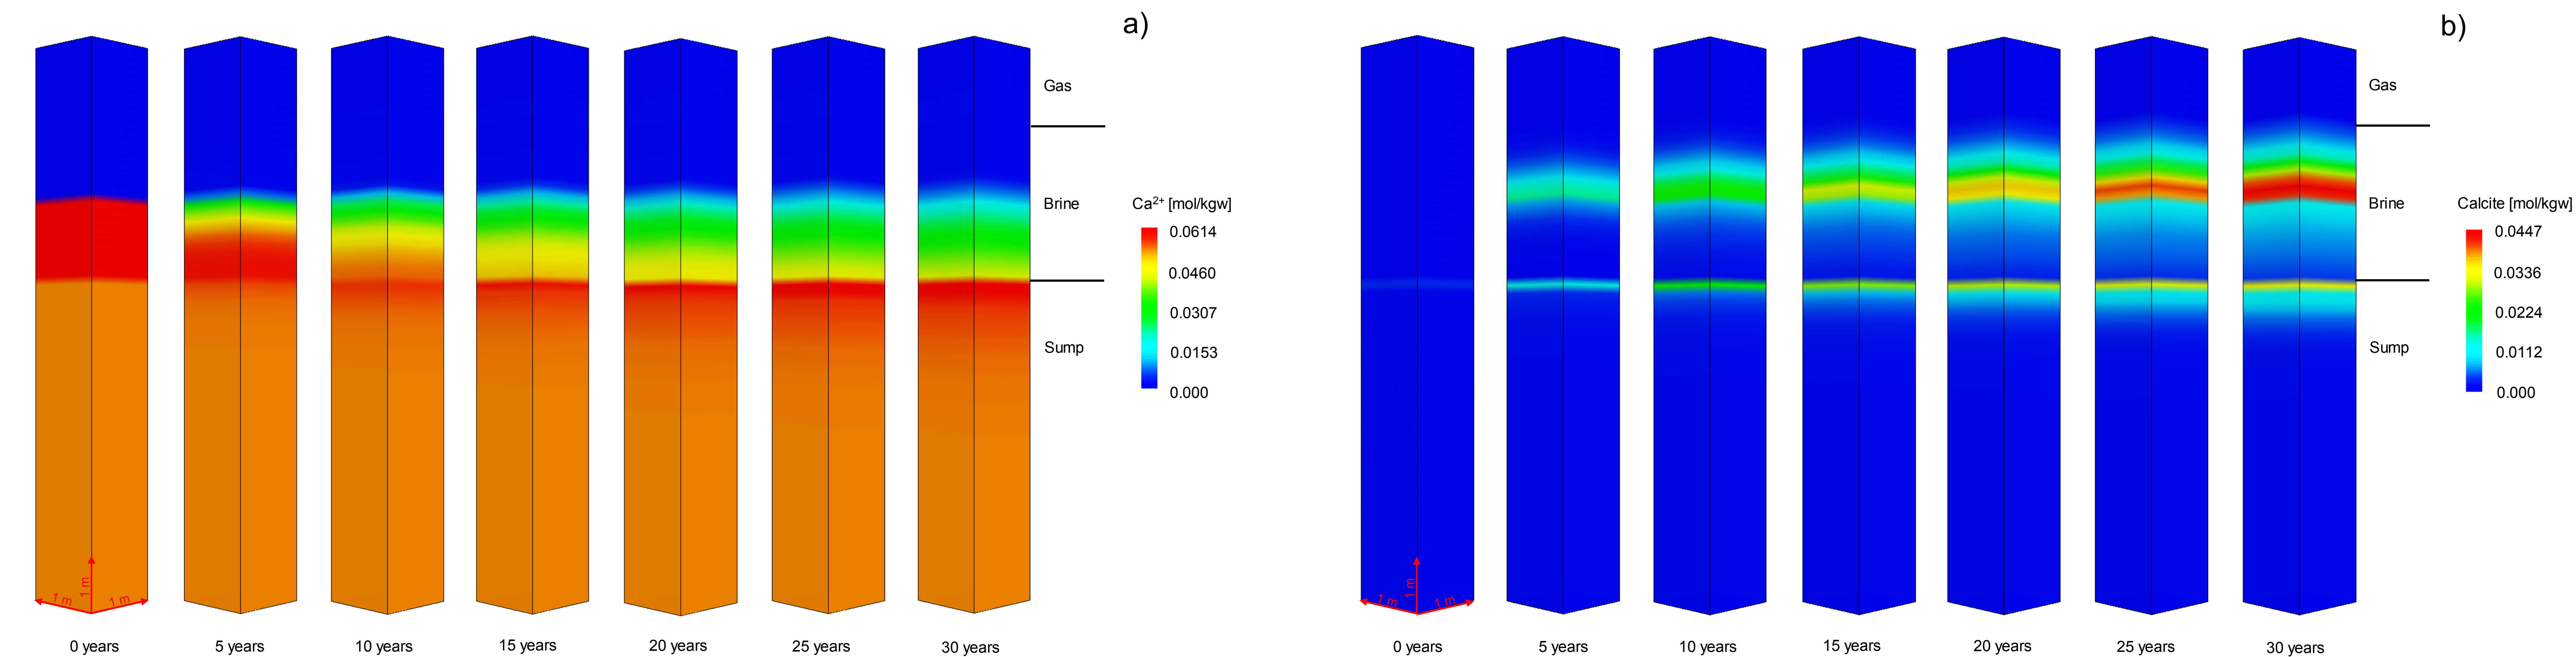 a)
Gas
Brine
Sump
Ca2+ [mol/kgw]
0.0614
0.0460
0.0307
0.0153
0.000
1 m
1 m
1 m
0 years
5 years
10 years
15 years
20 years
25 years
30 years
b)
Gas
Brine
Sump
Calcite [mol/kgw]
0.0447
0.0336
0.0224
0.0112
0.000
1 m
1 m
1 m
0 years
5 years
10 years
15 years
20 years
25 years
30 years